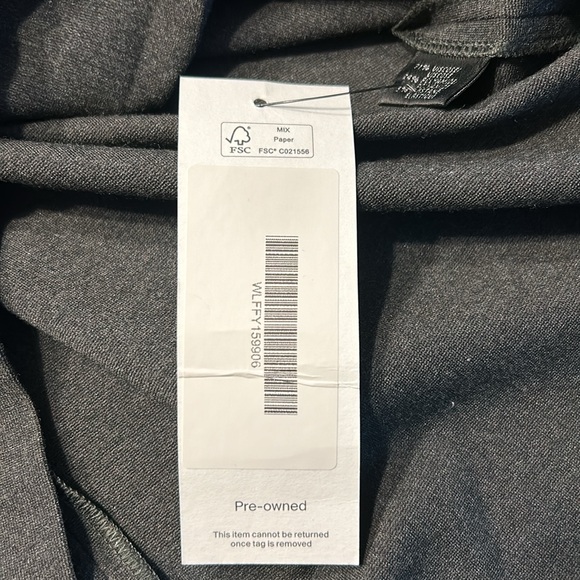 MIX
Paper
FSC® C021556
FSC
WLFFY159906
Pre-owned
This item cannot be returned
once tag is removed